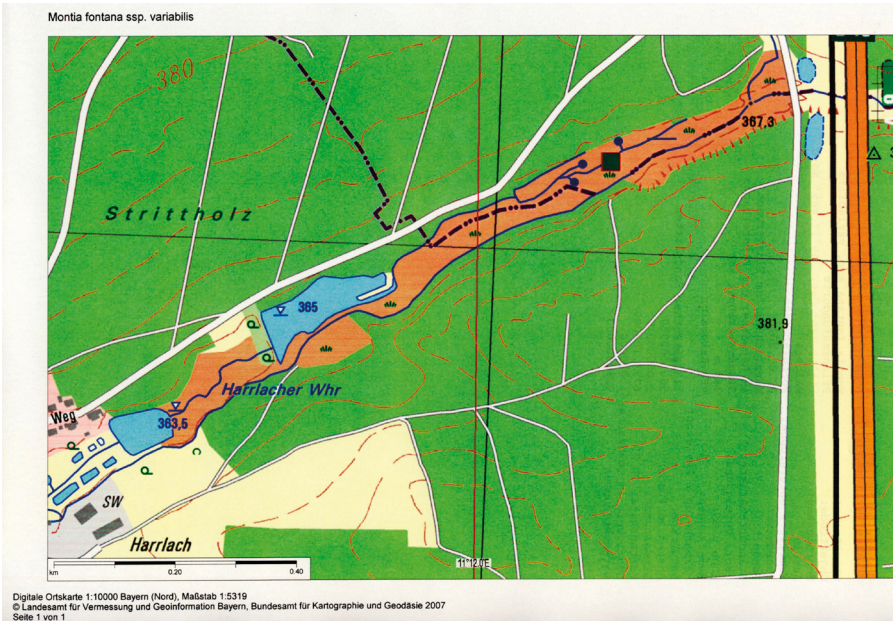 Montia fontana ssp. variabilis
380
367,3
Strittholz
365
381,9
Harrlacher Whr
Weg
363,5
SW
Harrlach
11°12.0'E
km 0.20 0.40
Digitale Ortskarte 1:10000 Bayern (Nord), Maßstab 1:5319
© Landesamt für Vermessung und Geoinformation Bayern, Bundesamt für Kartographie und Geodäsie 2007
Seite 1 von 1